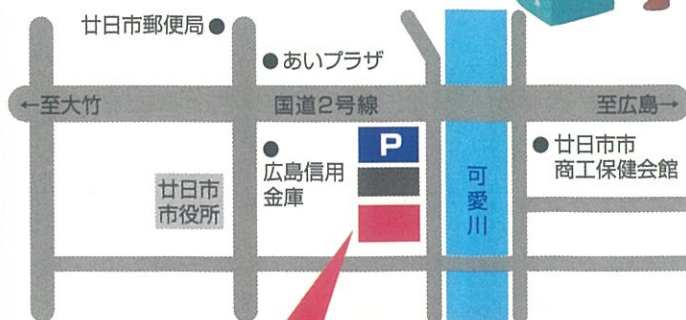 廿日市郵便局●
●あいプラザ
←至大竹
国道2号線
至広島→
P
●
広島信用
金庫
●廿日市市
商工保健会館
廿日市
市役所
可愛川